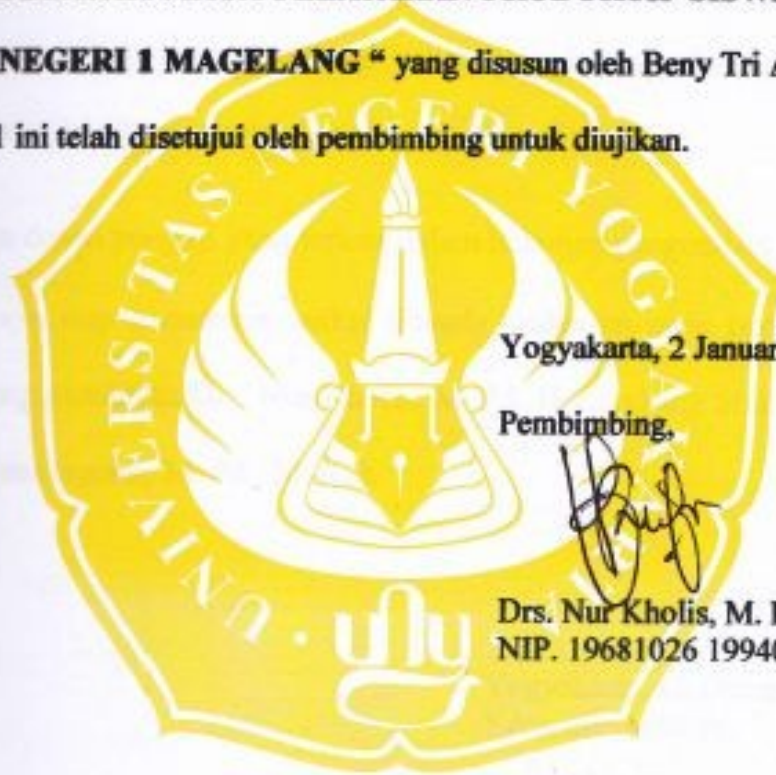 NEGERI 1 MAGELANG “ yang disusun oleh Beny Tri A
ini telah disetujui oleh pembimbing untuk diujikan.
UNIVERSITAS NEGERI YOGYAKARTA
Yogyakarta, 2 Januar
Pembimbing,
Drs. Nur Kholis, M.
NIP. 19681026 19940
uny